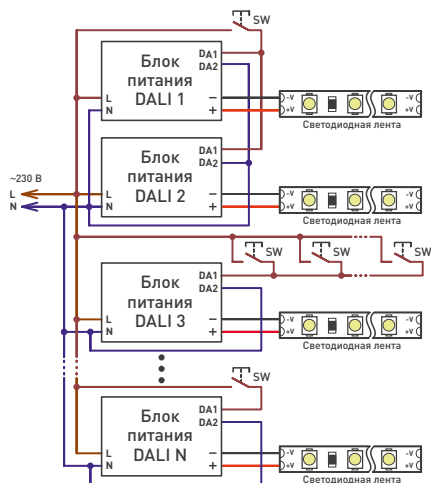 SW
Блок
питания
DALI 1
DA1
DA2
L
N
−
+
-V
+V
Светодиодная лента
~230 В
L
N
Блок
питания
DALI 2
DA1
DA2
L
N
−
+
-V
+V
Светодиодная лента
SW
SW
SW
Блок
питания
DALI 3
DA1
DA2
L
N
−
+
-V
+V
Светодиодная лента
SW
Блок
питания
DALI N
DA1
DA2
L
N
−
+
-V
+V
Светодиодная лента